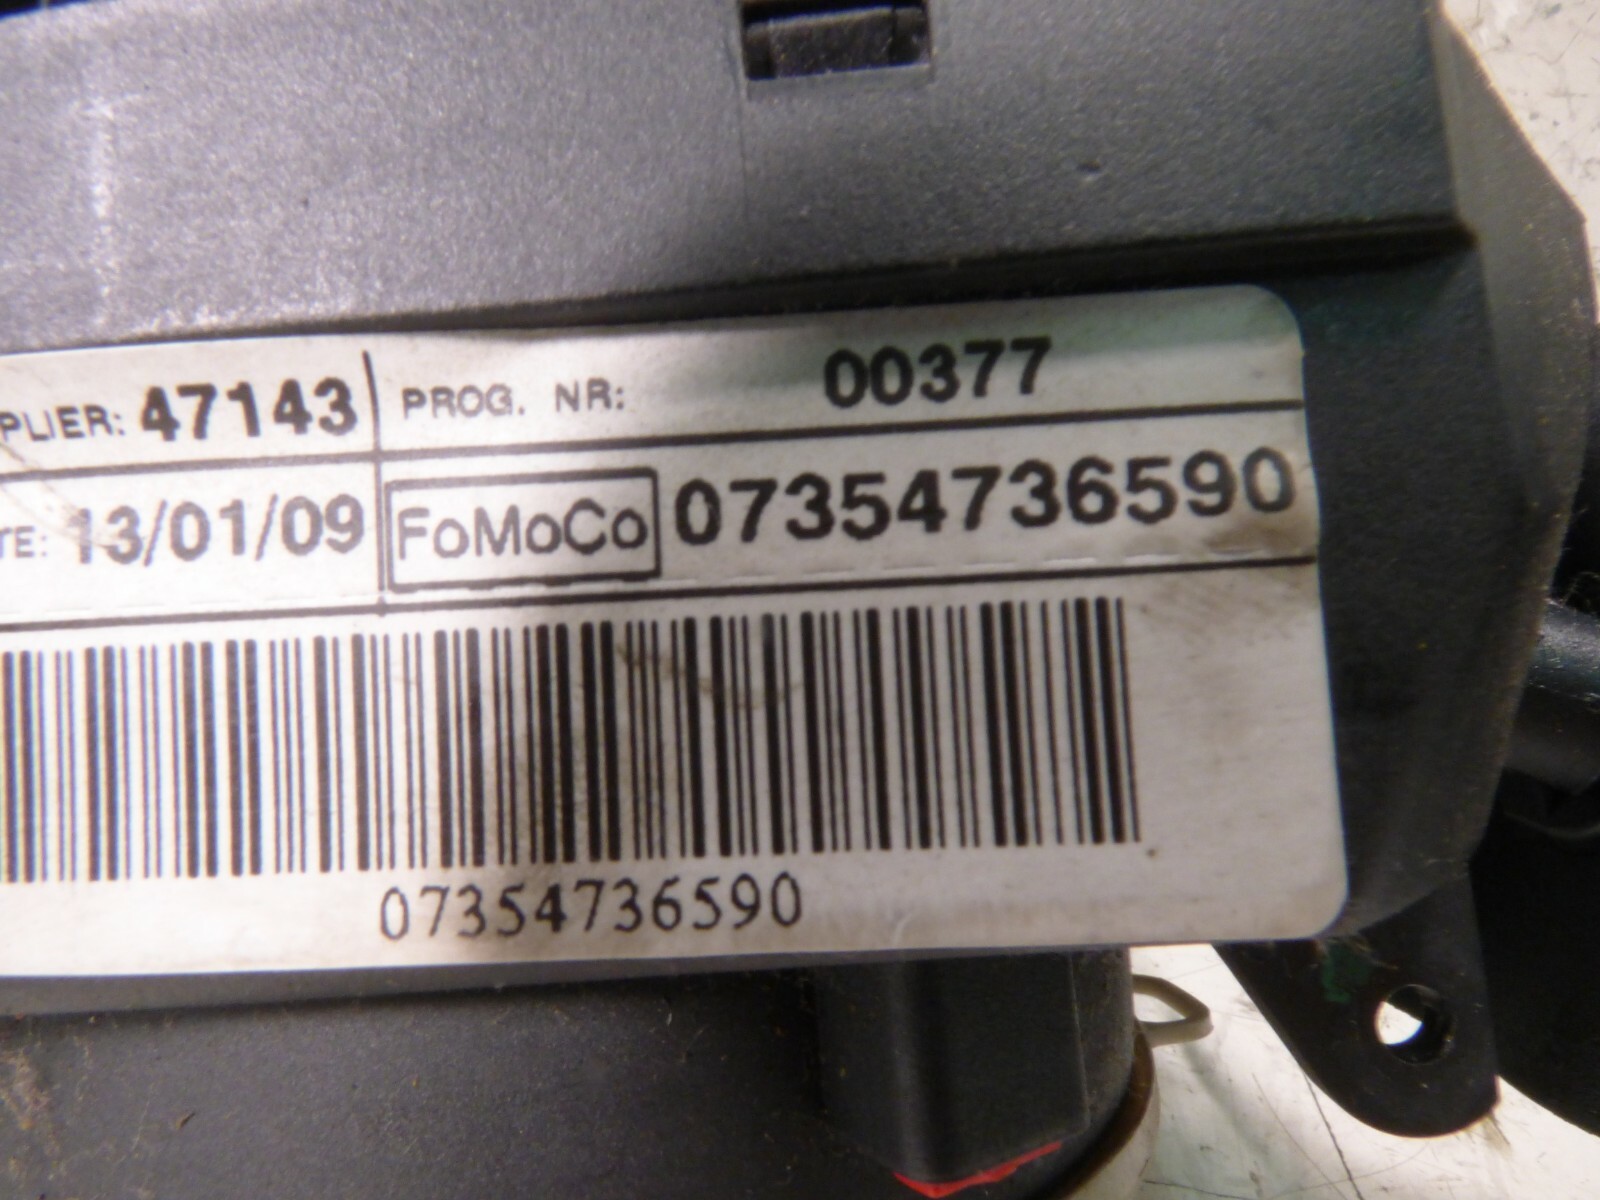 PLIER: 47143 PROG. NR: 00377
TE: 13/01/09 FoMoCo 07354736590
07354736590